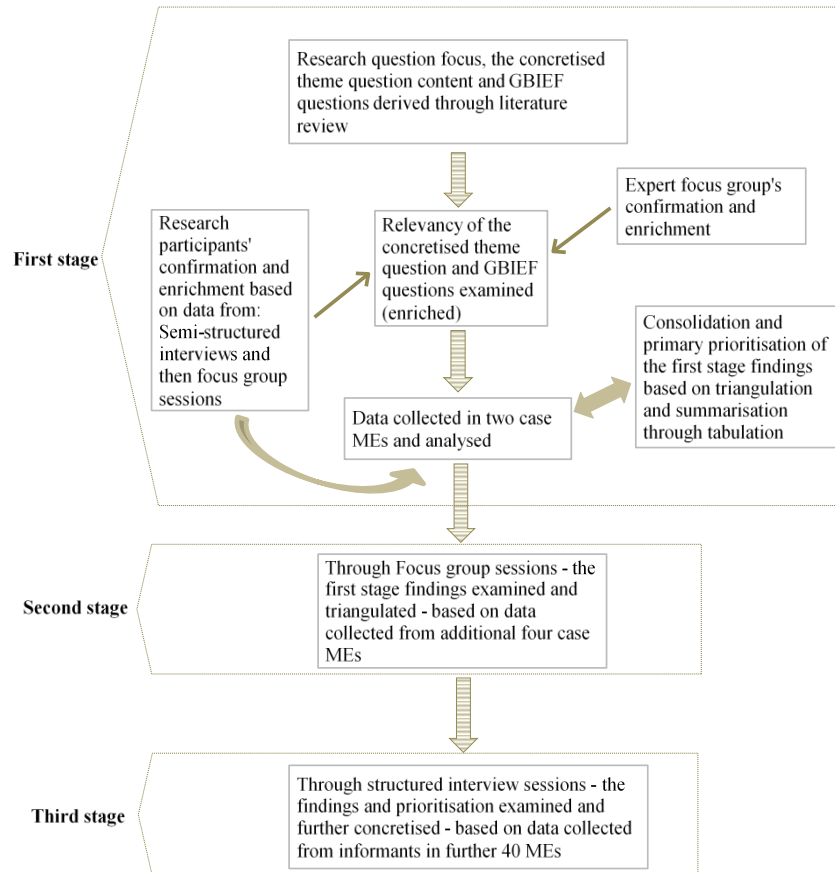 Research question focus, the concretised
theme question content and GBIEF
questions derived through literature
review
Expert focus group's
confirmation and
enrichment
Research
participants'
confirmation and
enrichment based
on data from:
Semi-structured
interviews and
then focus group
sessions
Relevancy of the
concretised theme
question and GBIEF
questions examined
(enriched)
First stage
Consolidation and
primary prioritisation of
the first stage findings
based on triangulation
and summarisation
through tabulation
Data collected in two case
MEs and analysed
Second stage
Through Focus group sessions - the
first stage findings examined and
triangulated - based on data
collected from additional four case
MEs
Third stage
Through structured interview sessions - the
findings and prioritisation examined and
further concretised - based on data collected
from informants in further 40 MEs